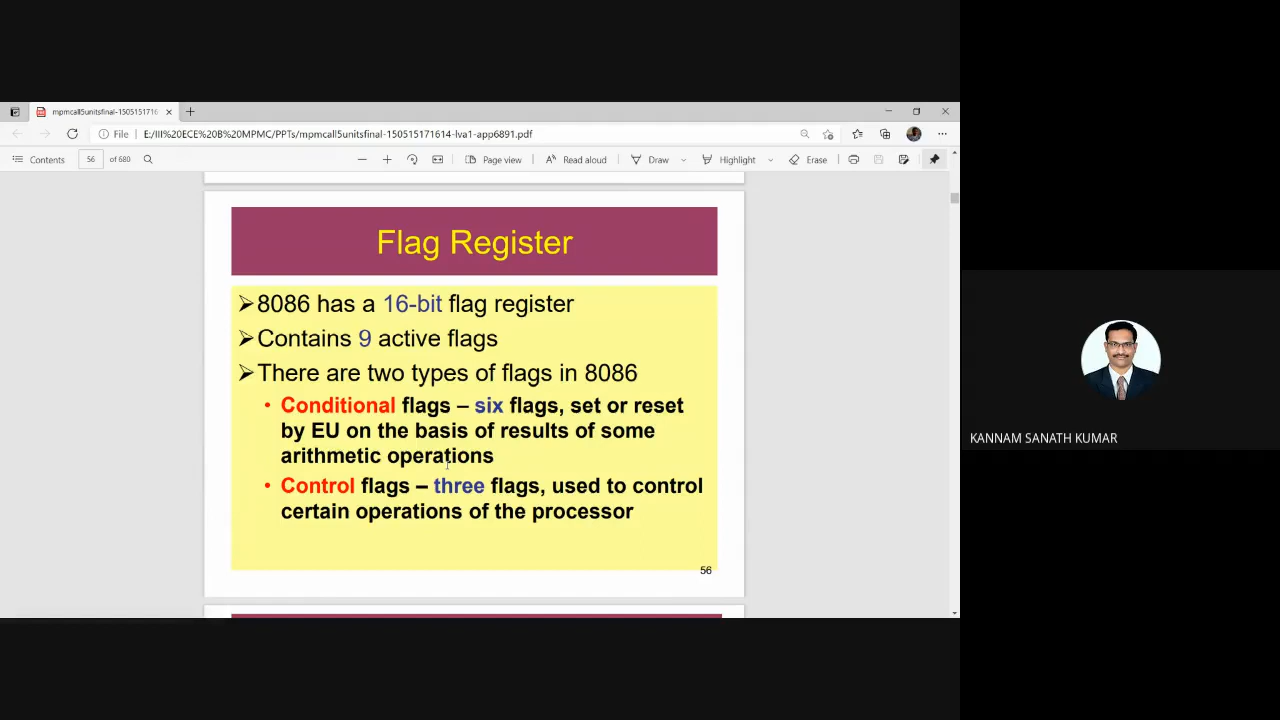 mpmcall5unitsfinal-1505151716
File
E:/III%20ECE%20B%20MPMC/PPTs/mpmcall5unitsfinal-150515171614-lva1-app6891.pdf
Contents 56 of 680 Page view Read aloud Draw Highlight Erase
Flag Register
➢8086 has a 16-bit flag register
➢Contains 9 active flags
➢There are two types of flags in 8086
• Conditional flags – six flags, set or reset
by EU on the basis of results of some
arithmetic operations
• Control flags – three flags, used to control
certain operations of the processor
56
KANNAM SANATH KUMAR